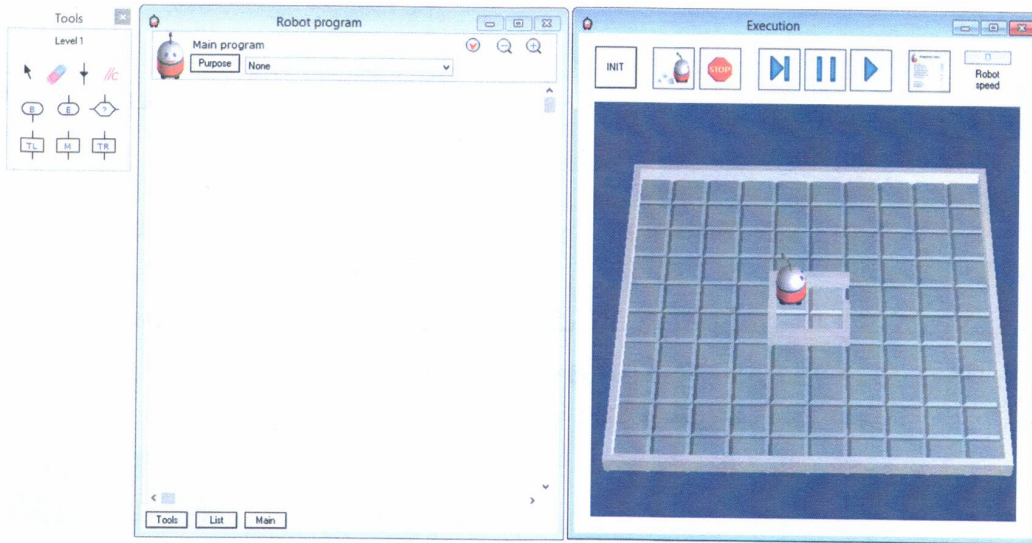 Tools
Level 1
//C
B
E
?
TL
M
TR
Robot program
Main program
Purpose
None
Tools
List
Main
Execution
INIT
STOP
Robot
speed